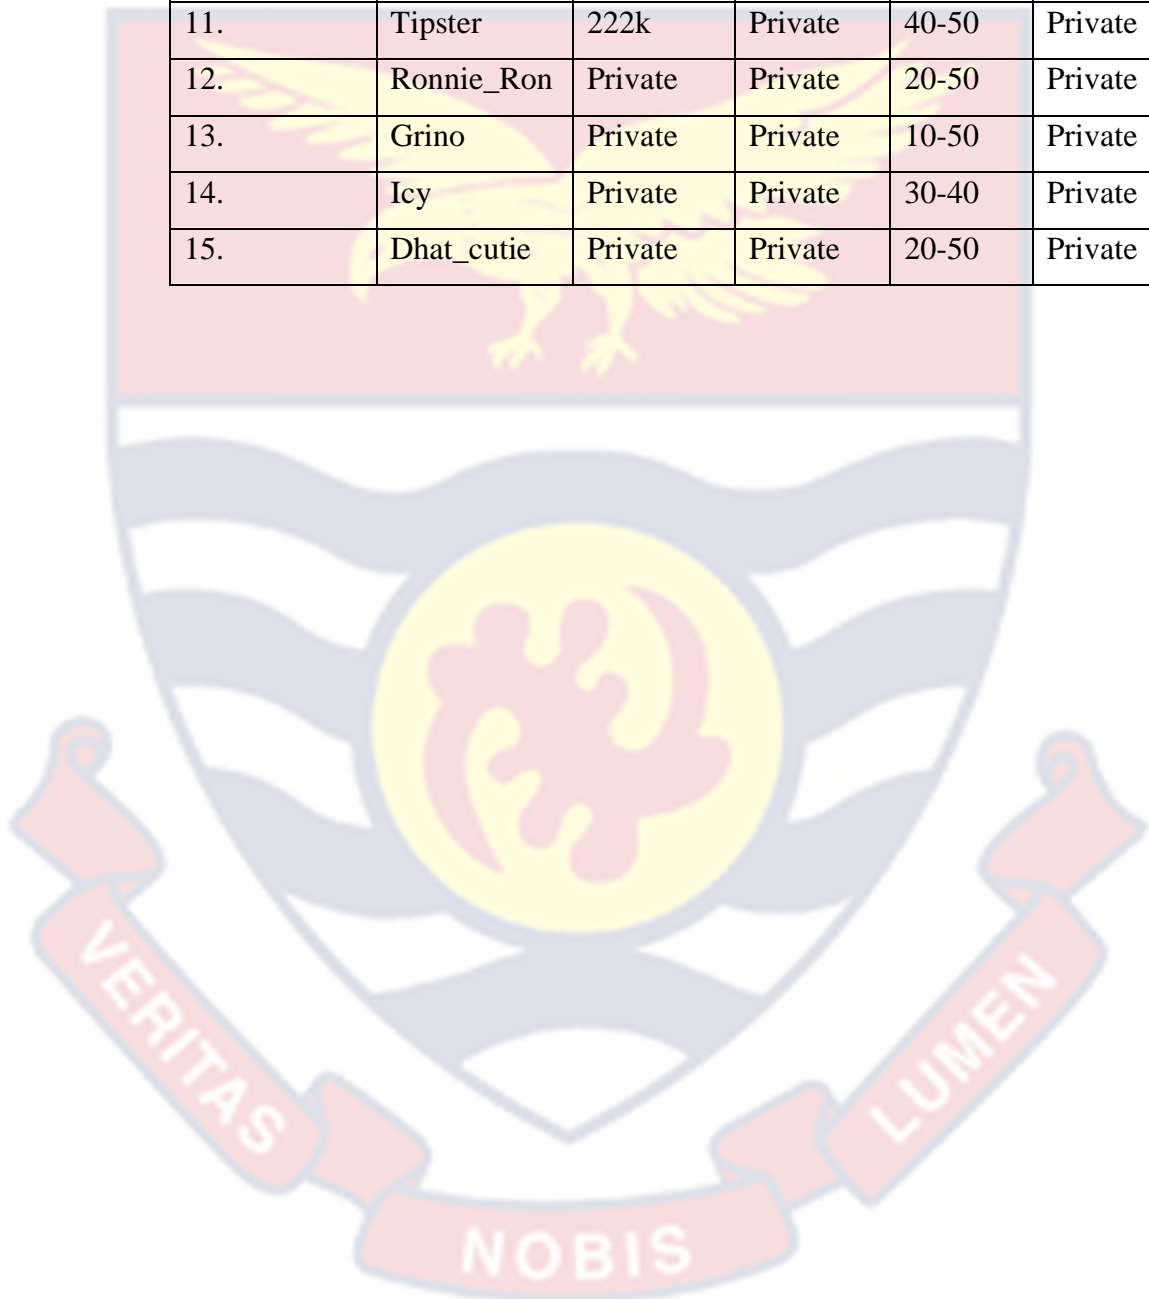 11. Tipster 222k Private 40-50 Private
12. Ronnie_Ron Private Private 20-50 Private
13. Grino Private Private 10-50 Private
14. Icy Private Private 30-40 Private
15. Dhat_cutie Private Private 20-50 Private
VERITAS
NOBIS
LUMEN